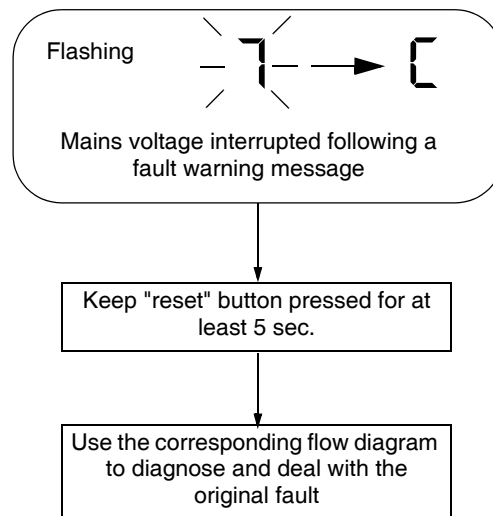 Flashing 7 C
Mains voltage interrupted following a
fault warning message
Keep "reset" button pressed for at
least 5 sec.
Use the corresponding flow diagram
to diagnose and deal with the
original fault